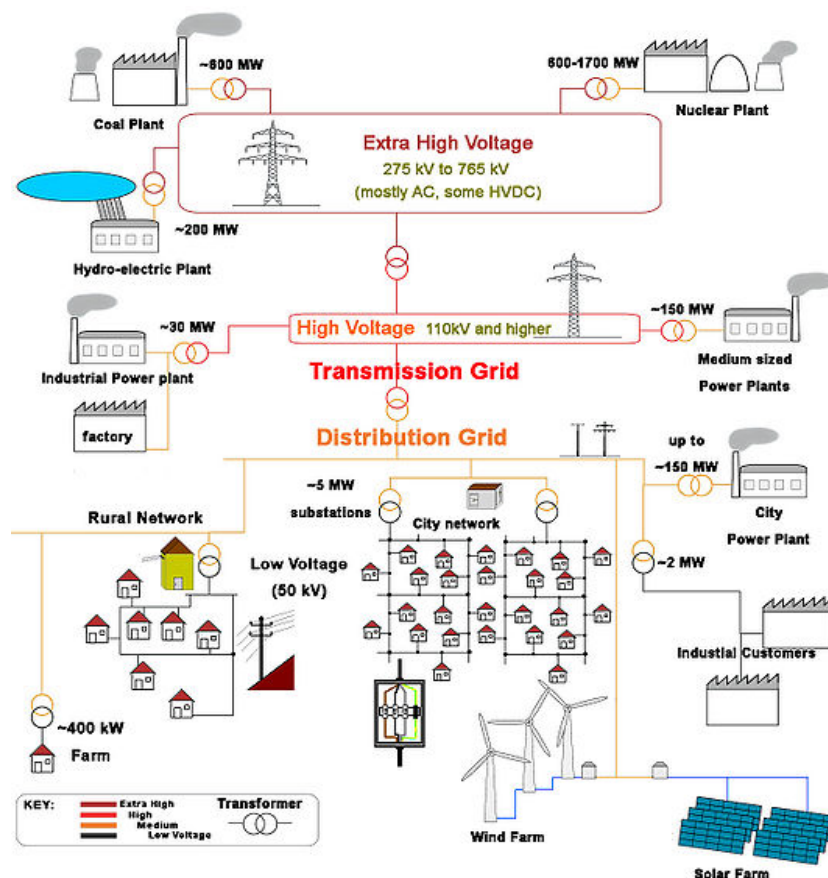 ~600 MW
600-1700 MW
Coal Plant
Nuclear Plant
Extra High Voltage
275 kV to 765 kV
(mostly AC, some HVDC)
~200 MW
Hydro-electric Plant
~30 MW
High Voltage 110kV and higher
~150 MW
Industrial Power plant
Medium sized
Power Plants
Transmission Grid
factory
Distribution Grid
up to
~150 MW
City
Power Plant
~5 MW
substations
Rural Network
City network
Low Voltage
(50 kV)
~2 MW
Industial Customers
~400 kW
Farm
KEY:
Extra High
High
Medium
Low Voltage
Transformer
Wind Farm
Solar Farm